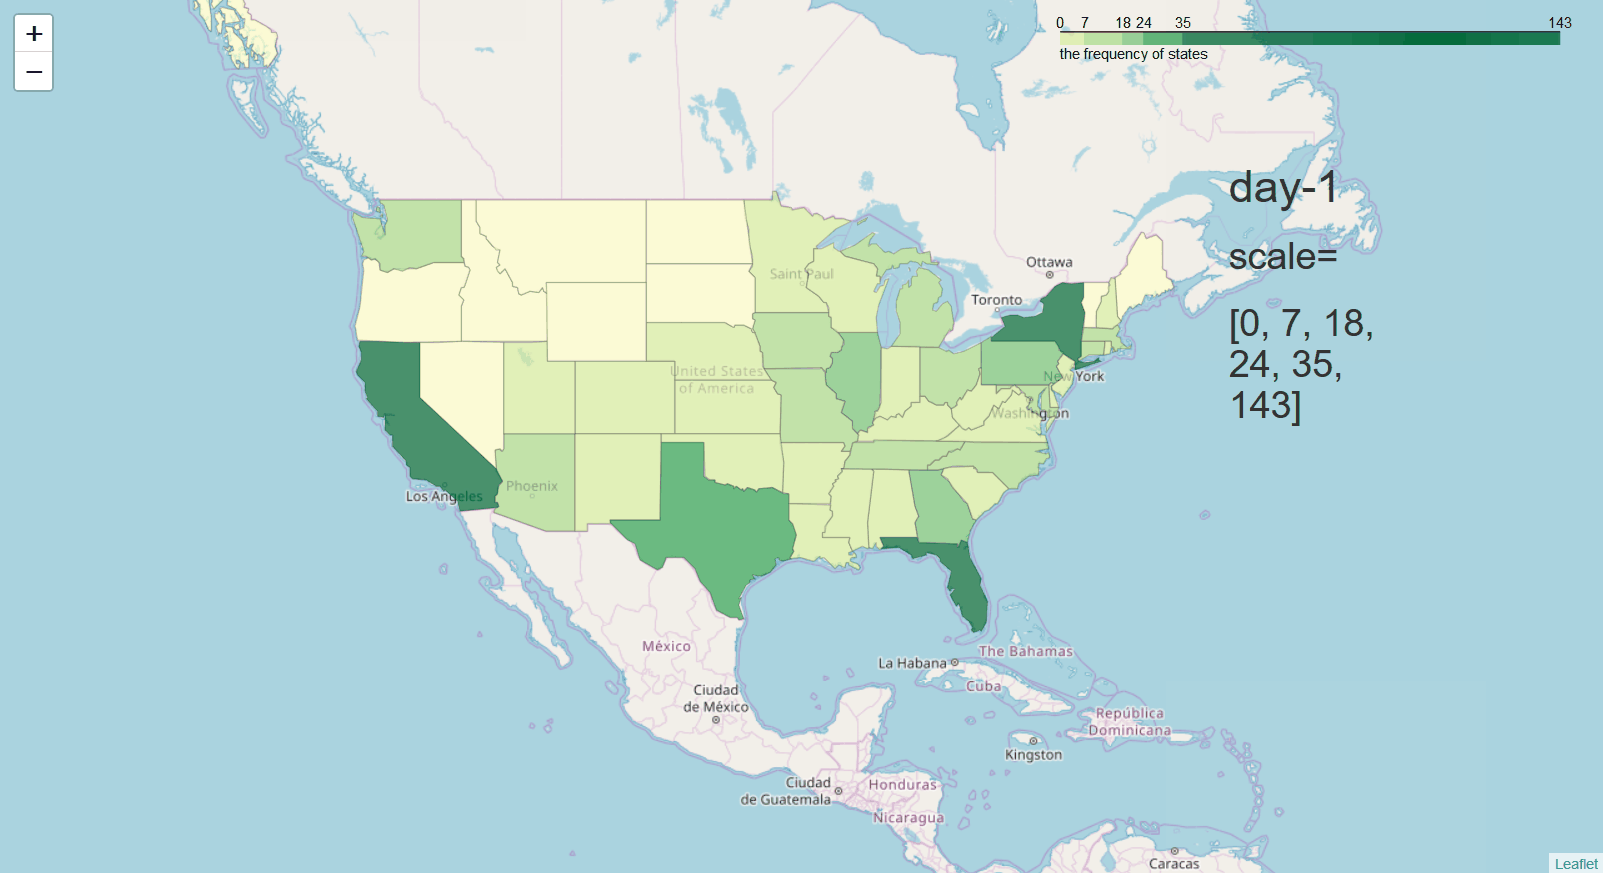 +
−
0 7 18 24 35 143
the frequency of states
day-1
scale=
[0, 7, 18,
24, 35,
143]
Ottawa
Saint Paul
Toronto
United States
of America
New York
Washington
Phoenix
Los Angeles
México
The Bahamas
La Habana
Cuba
Ciudad
de México
República
Dominicana
Kingston
Ciudad
de Guatemala
Honduras
Nicaragua
Caracas
Leaflet